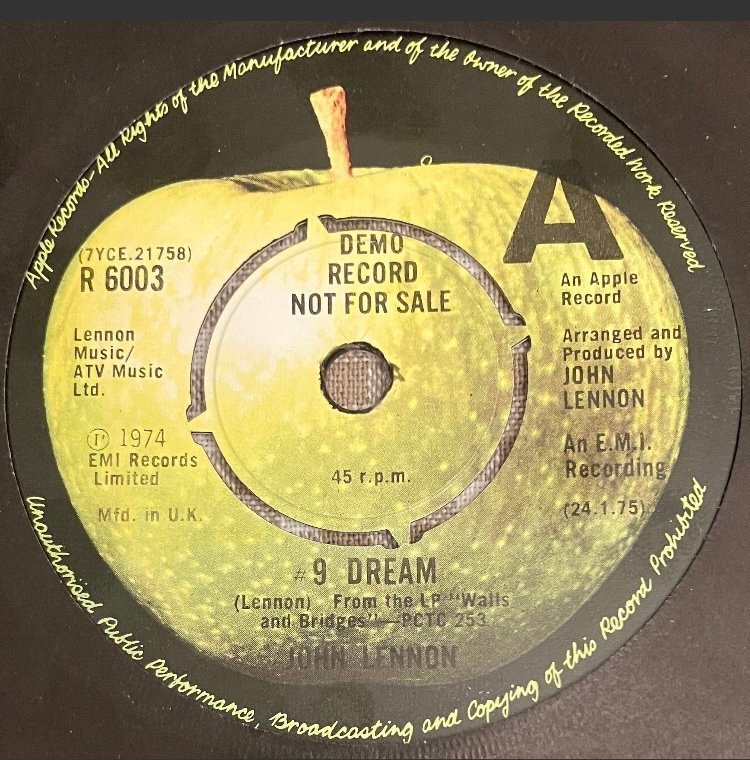 Apple Records-All Rights of the Manufacturer and of the Owner of the Recorded Work Reserved
A
DEMO
RECORD
NOT FOR SALE
(7YCE.21758)
R 6003
Lennon
Music/
ATV Music
Ltd.
Ⓟ 1974
EMI Records
Limited
Mfd. in U.K.
An Apple
Record
Arranged and
Produced by
JOHN
LENNON
An E.M.I.
Recording
(24.1.75)
45 r.p.m.
#9 DREAM
(Lennon) From the LP "Walls
and Bridges"—PCTC 253
JOHN LENNON
Unauthorised Public Performance, Broadcasting and Copying of this Record Prohibited